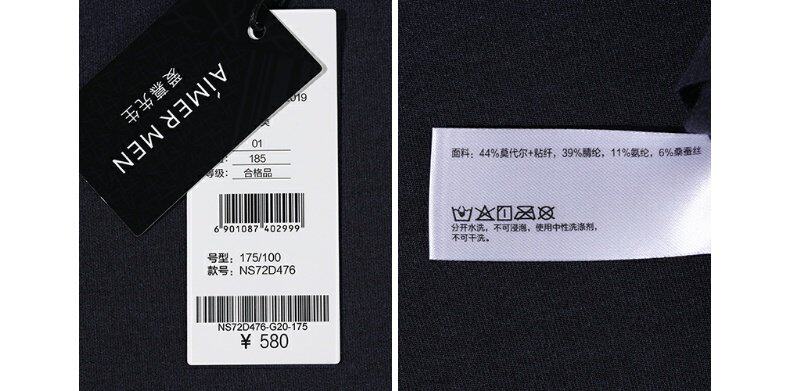 AiMER MEN
爱慕先生
2019
01
185
等级: 合格品
6 901087 402999
号型: 175/100
款号: NS72D476
NS72D476-G20-175
¥ 580
面料: 44%莫代尔+粘纤, 39%腈纶, 11%氨纶, 6%桑蚕丝
分开水洗, 不可浸泡, 使用中性洗涤剂,
不可干洗。